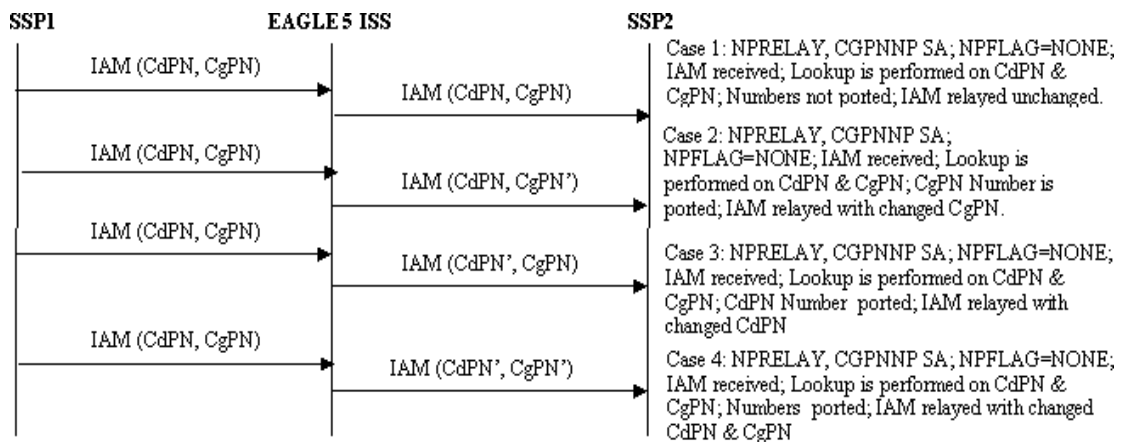 SSP1 EAGLE 5 ISS SSP2
IAM (CdPN, CgPN)
IAM (CdPN, CgPN)
Case 1: NPRELAY, CGPNNP SA; NPFLAG=NONE;
IAM received; Lookup is performed on CdPN &
CgPN; Numbers not ported; IAM relayed unchanged.
IAM (CdPN, CgPN)
IAM (CdPN, CgPN’)
Case 2: NPRELAY, CGPNNP SA;
NPFLAG=NONE; IAM received; Lookup is
performed on CdPN & CgPN; CgPN Number is
ported; IAM relayed with changed CgPN.
IAM (CdPN, CgPN)
IAM (CdPN’, CgPN)
Case 3: NPRELAY, CGPNNP SA; NPFLAG=NONE;
IAM received; Lookup is performed on CdPN &
CgPN; CdPN Number ported; IAM relayed with
changed CdPN
IAM (CdPN, CgPN)
IAM (CdPN’, CgPN’)
Case 4: NPRELAY, CGPNNP SA; NPFLAG=NONE;
IAM received; Lookup is performed on CdPN &
CgPN; Numbers ported; IAM relayed with changed
CdPN & CgPN